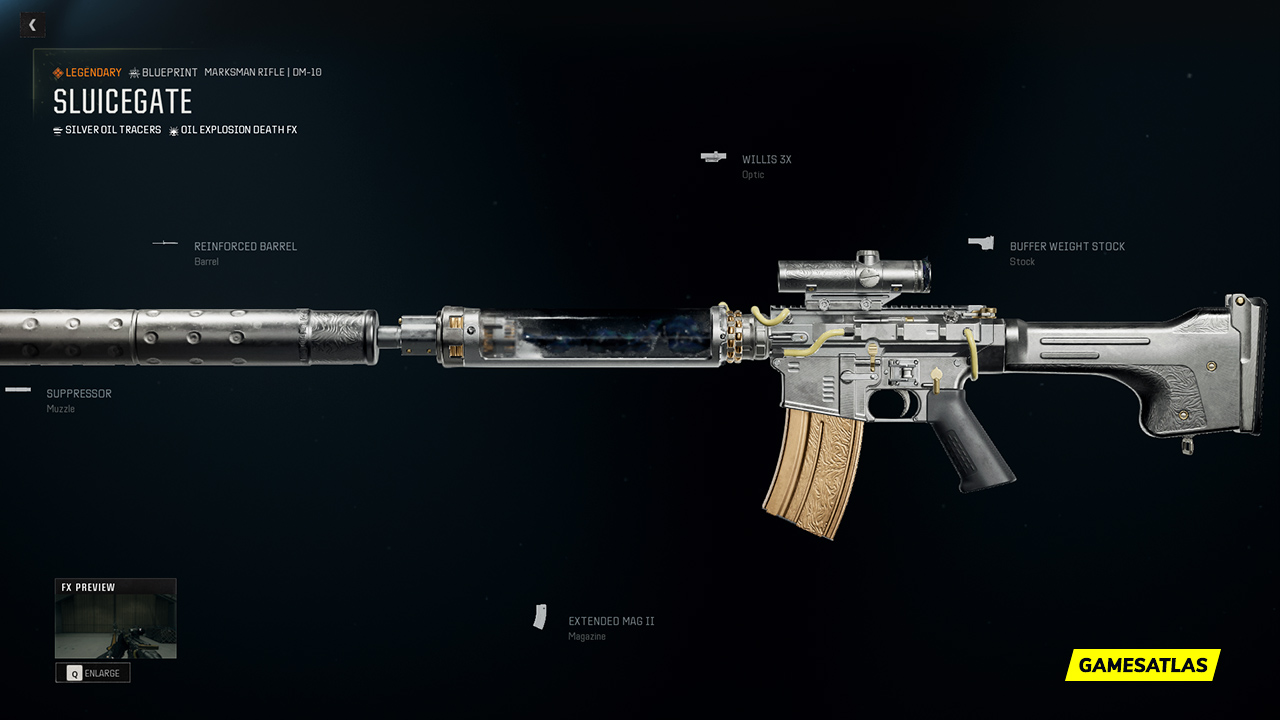 LEGENDARY BLUEPRINT MARKSMAN RIFLE | DM-10
SLUICEGATE
SILVER OIL TRACERS OIL EXPLOSION DEATH FX
WILLIS 3X
Optic
REINFORCED BARREL
Barrel
BUFFER WEIGHT STOCK
Stock
SUPPRESSOR
Muzzle
FX PREVIEW
Q ENLARGE
EXTENDED MAG II
Magazine
GAMESATLAS